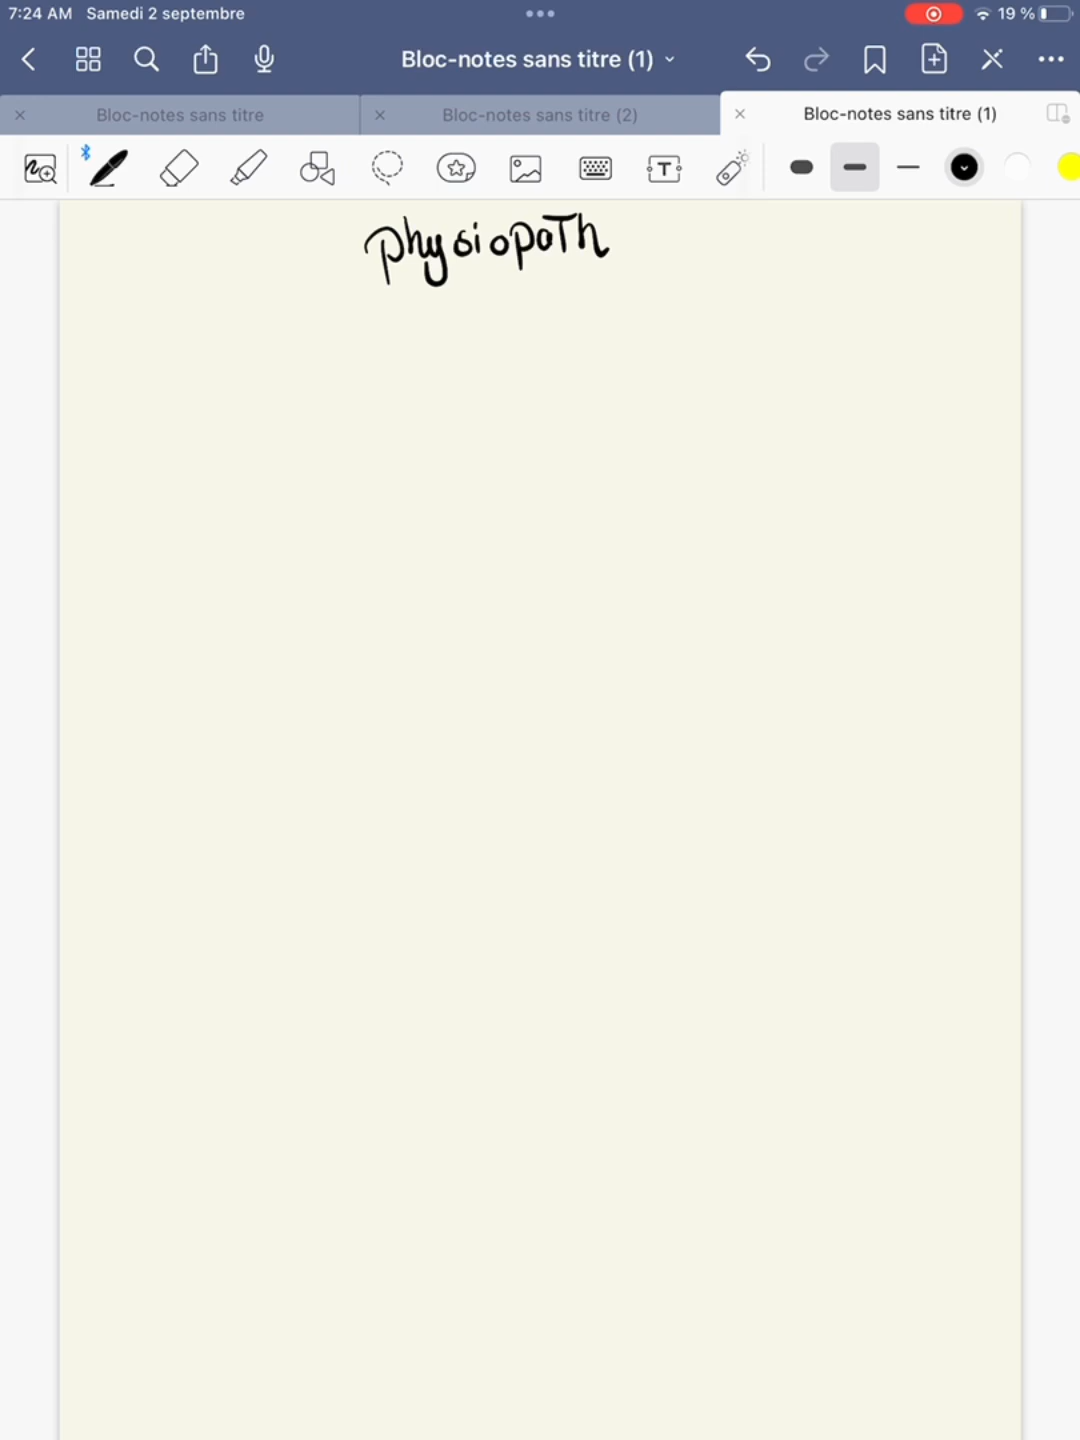 7:24 AM Samedi 2 septembre 19 %
Bloc-notes sans titre (1)
Bloc-notes sans titre Bloc-notes sans titre (2) Bloc-notes sans titre (1)
T
physiopaTh